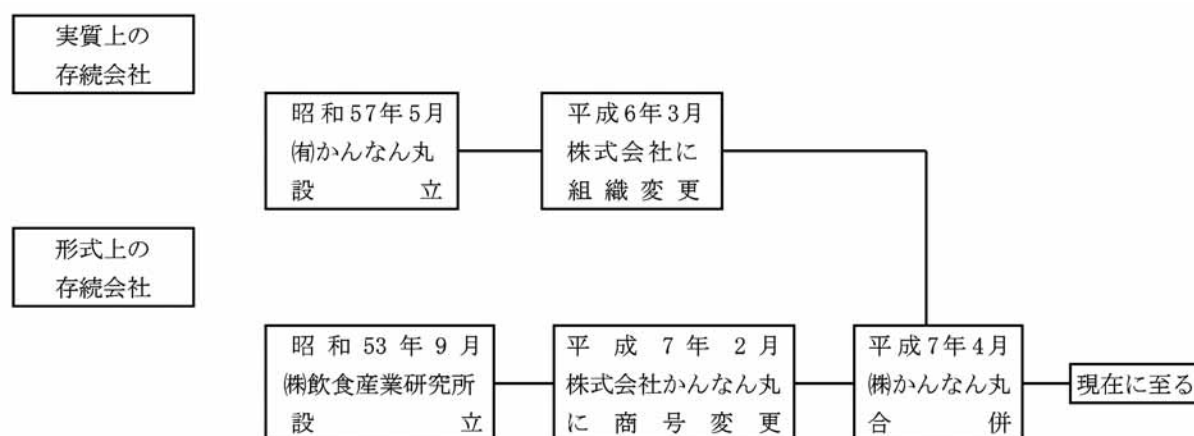 実質上の
存続会社
昭和57年5月
㈲かんなん丸
設立
平成6年3月
株式会社に
組織変更
形式上の
存続会社
昭和53年9月
㈱飲食産業研究所
設立
平成7年2月
株式会社かんなん丸
に商号変更
平成7年4月
㈱かんなん丸
合併
現在に至る